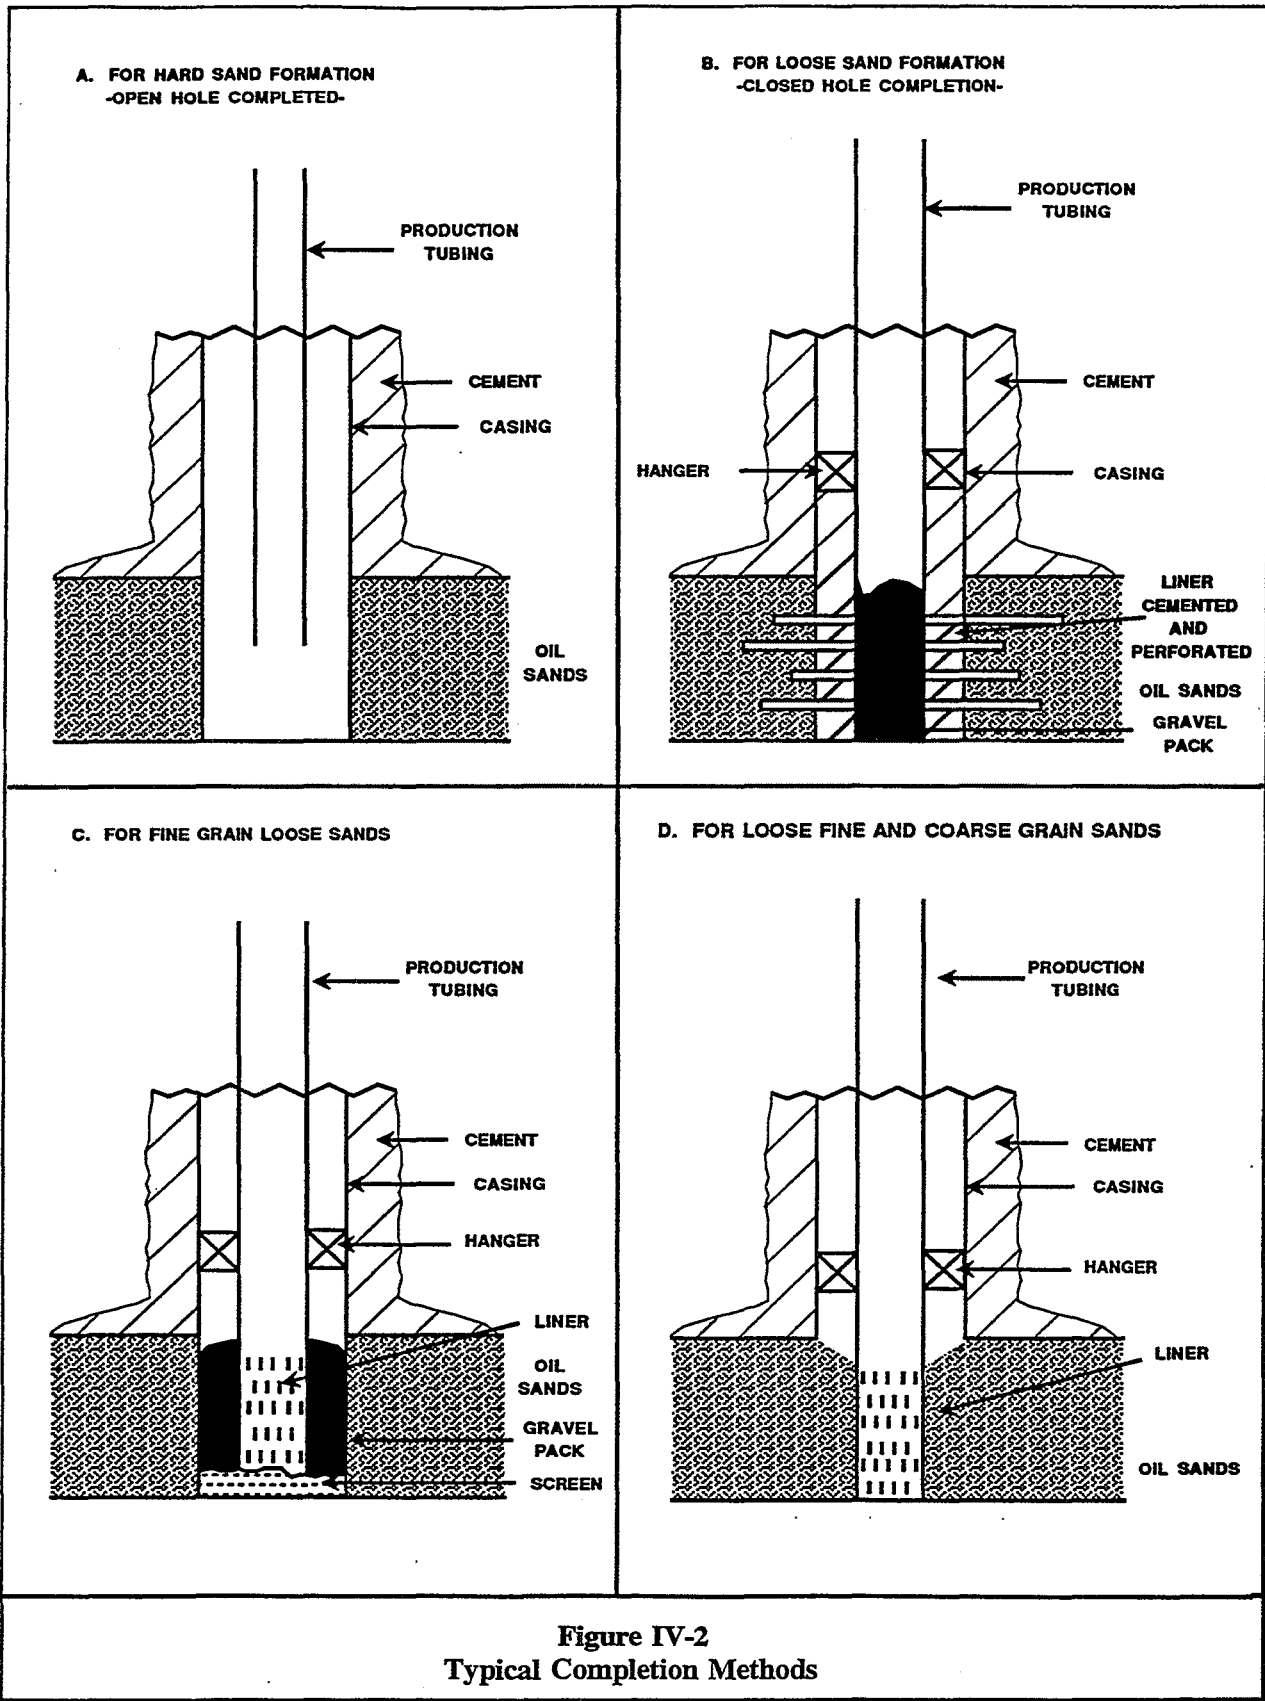 A. FOR HARD SAND FORMATION
-OPEN HOLE COMPLETED-
PRODUCTION
TUBING
CEMENT
CASING
OIL
SANDS
B. FOR LOOSE SAND FORMATION
-CLOSED HOLE COMPLETION-
PRODUCTION
TUBING
CEMENT
HANGER
CASING
LINER
CEMENTED
AND
PERFORATED
OIL SANDS
GRAVEL
PACK
C. FOR FINE GRAIN LOOSE SANDS
PRODUCTION
TUBING
CEMENT
CASING
HANGER
LINER
OIL
SANDS
GRAVEL
PACK
SCREEN
D. FOR LOOSE FINE AND COARSE GRAIN SANDS
PRODUCTION
TUBING
CEMENT
CASING
HANGER
LINER
OIL SANDS
Figure IV-2
Typical Completion Methods